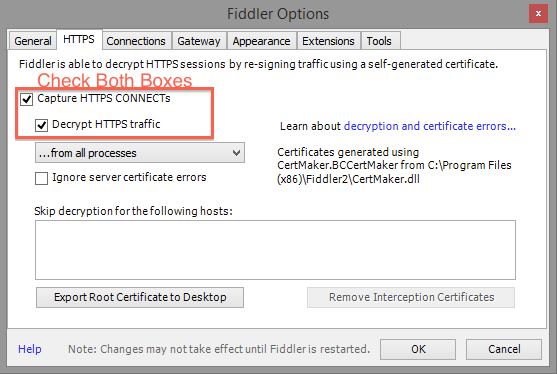 Fiddler Options
x
General HTTPS Connections Gateway Appearance Extensions Tools
Fiddler is able to decrypt HTTPS sessions by re-signing traffic using a self-generated certificate.
Check Both Boxes
Capture HTTPS CONNECTs
Decrypt HTTPS traffic
Learn about decryption and certificate errors...
...from all processes
Certificates generated using
CertMaker.BCCertMaker from C:\Program Files
(x86)\Fiddler2\CertMaker.dll
Ignore server certificate errors
Skip decryption for the following hosts:
Export Root Certificate to Desktop
Remove Interception Certificates
Help
Note: Changes may not take effect until Fiddler is restarted.
OK
Cancel